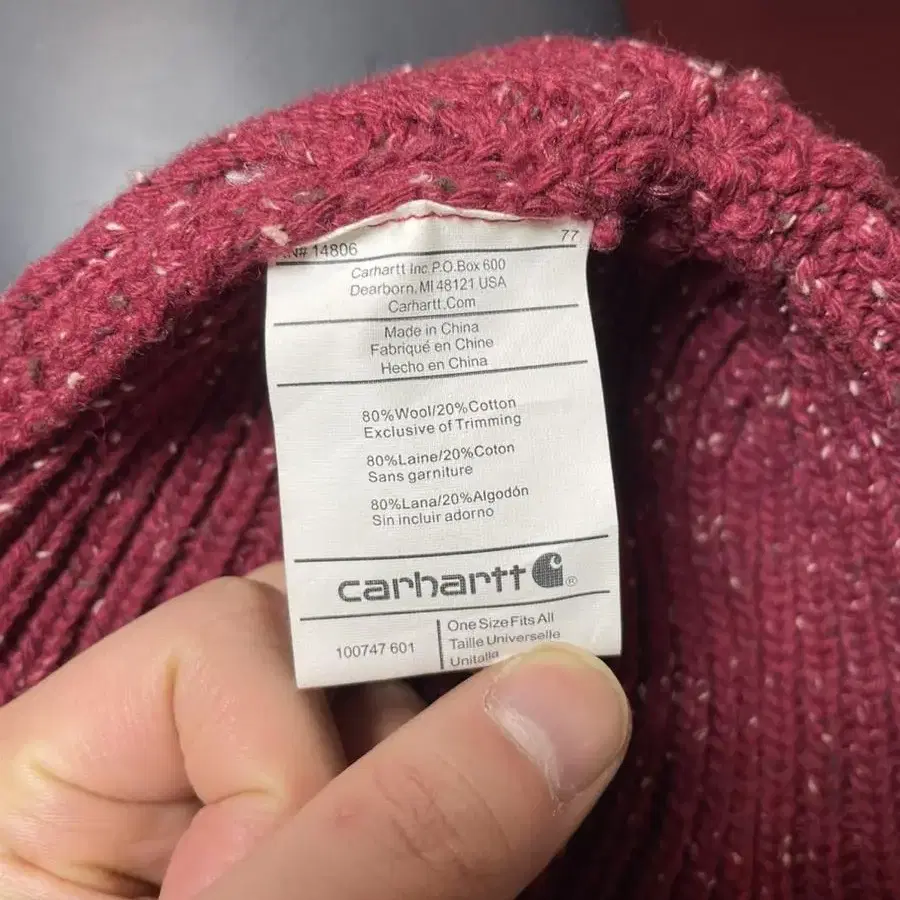 RN# 14806 77
Carhartt Inc P.O.Box 600
Dearborn, MI 48121 USA
Carhartt.Com
Made in China
Fabriqué en Chine
Hecho en China
80%Wool/20%Cotton
Exclusive of Trimming
80%Laine/20%Coton
Sans garniture
80%Lana/20%Algodón
Sin incluir adorno
carhartt ®
100747 601
One Size Fits All
Taille Universelle
Unitalla